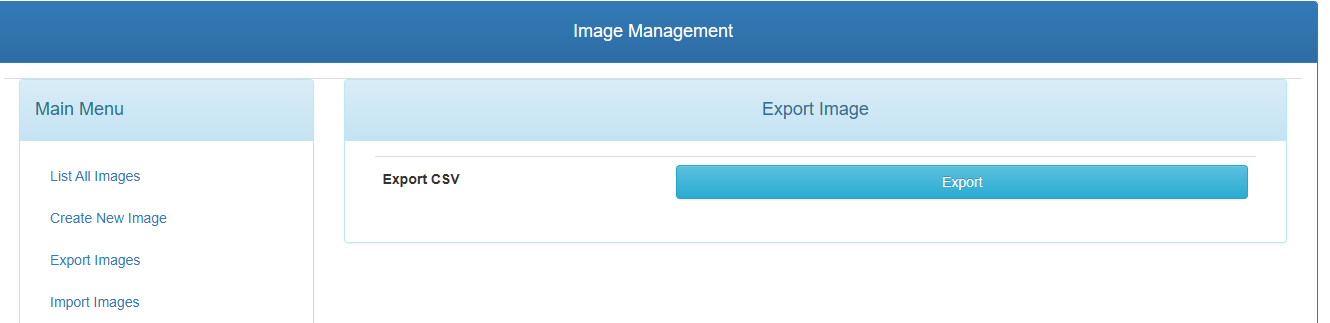 Image Management
Main Menu
List All Images
Create New Image
Export Images
Import Images
Export Image
Export CSV
Export